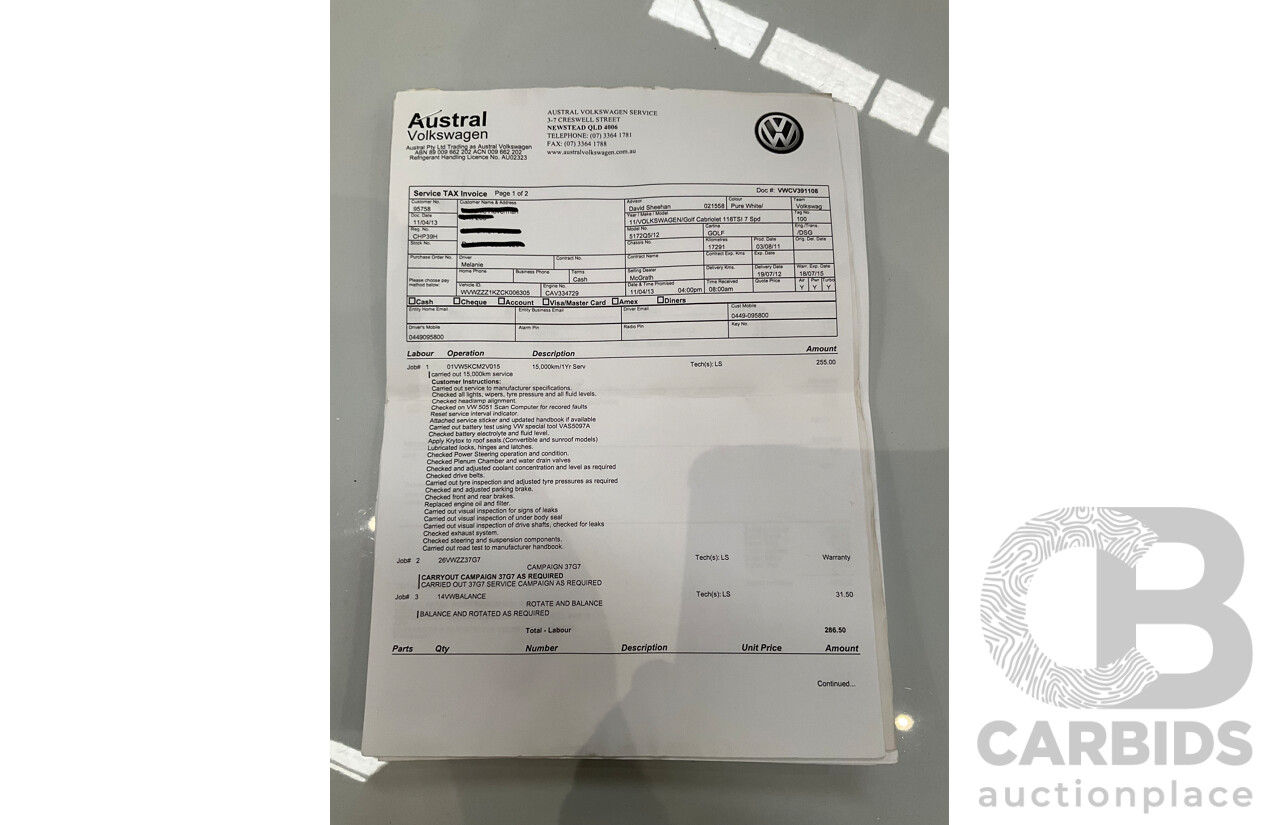 Austral
Volkswagen
Austral Pty Ltd Trading as Austral Volkswagen
ABN 89 009 662 202 ACN 009 662 202
Refrigerant Handling Licence No. AU02323
AUSTRAL VOLKSWAGEN SERVICE
3-7 CRESWELL STREET
NEWSTEAD QLD 4006
TELEPHONE: (07) 3364 1781
FAX: (07) 3364 1788
www.australvolkswagen.com.au
Service TAX Invoice Page 1 of 2 Doc #: VWCV391108
Customer No. Customer Name & Address Advisor Colour Team
95758 David Sheehan 021558 Pure White/ Volkswag
Doc. Date Year / Make / Model Tag No.
11/04/13 11/VOLKSWAGEN/Golf Cabriolet 118TSI 7 Spd 100
Reg. No. Model No. Carline Eng./Trans.
CHP39H 5172Q5/12 GOLF /DSG
Stock No. Chassis No. Kilometres Prod. Date Orig. Del. Date
17291 03/08/11
Purchase Order No. Driver Contract No. Contract Name Contract Exp. Kms Exp. Date
Melanie
Home Phone Business Phone Terms Selling Dealer Delivery Kms. Delivery Date Warr. Exp. Date
Cash McGrath 19/07/12 18/07/15
Please choose pay method below: Vehicle ID. Engine No. Date & Time Promised Time Received Quote Price Air Pwr Turbo
WVWZZZ1KZCK006305 CAV334729 11/04/13 04:00pm 08:00am Y Y Y
Cash Cheque Account Visa/Master Card Amex Diners
Entity Home Email Entity Business Email Driver Email Cust Mobile
0449-095800
Driver's Mobile Alarm Pin Radio Pin Key No.
0449095800
Labour Operation Description Amount
Job# 1 01VW5KCM2V015 15,000km/1Yr Serv Tech(s): LS 255.00
carried out 15,000km service
Customer Instructions:
Carried out service to manufacturer specifications.
Checked all lights, wipers, tyre pressure and all fluid levels.
Checked headlamp alignment.
Checked on VW 5051 Scan Computer for recored faults
Reset service interval indicator.
Attached service sticker and updated handbook if available
Carried out battery test using VW special tool VAS5097A
Checked battery electrolyte and fluid level.
Apply Krytox to roof seals.(Convertible and sunroof models)
Lubricated locks, hinges and latches.
Checked Power Steering operation and condition.
Checked Plenum Chamber and water drain valves
Checked and adjusted coolant concentration and level as required
Checked drive belts.
Carried out tyre inspection and adjusted tyre pressures as required
Checked and adjusted parking brake.
Checked front and rear brakes.
Replaced engine oil and filter.
Carried out visual inspection for signs of leaks
Carried out visual inspection of under body seal
Carried out visual inspection of drive shafts, checked for leaks
Checked exhaust system.
Checked steering and suspension components.
Carried out road test to manufacturer handbook.
Job# 2 26VWZZ37G7 Tech(s): LS Warranty
CAMPAIGN 37G7
CARRYOUT CAMPAIGN 37G7 AS REQUIRED
CARRIED OUT 37G7 SERVICE CAMPAIGN AS REQUIRED
Job# 3 14VWBALANCE Tech(s): LS 31.50
ROTATE AND BALANCE
BALANCE AND ROTATED AS REQUIRED
Total - Labour 286.50
Parts Qty Number Description Unit Price Amount
Continued...
CB
CARBIDS
auctionplace